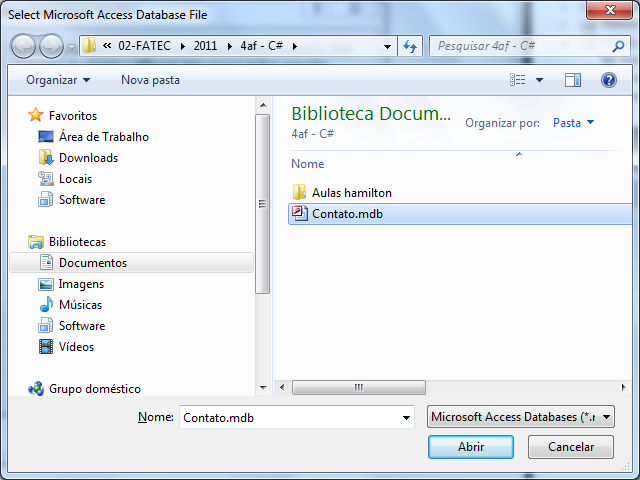 Select Microsoft Access Database File
« 02-FATEC 2011 4af - C#
Pesquisar 4af - C#
Organizar Nova pasta
Favoritos
Área de Trabalho
Downloads
Locais
Software
Bibliotecas
Documentos
Imagens
Músicas
Software
Vídeos
Grupo doméstico
Biblioteca Docum...
4af - C#
Organizar por: Pasta
Nome
Aulas hamilton
Contato.mdb
Nome: Contato.mdb
Microsoft Access Databases (*.r
Abrir Cancelar